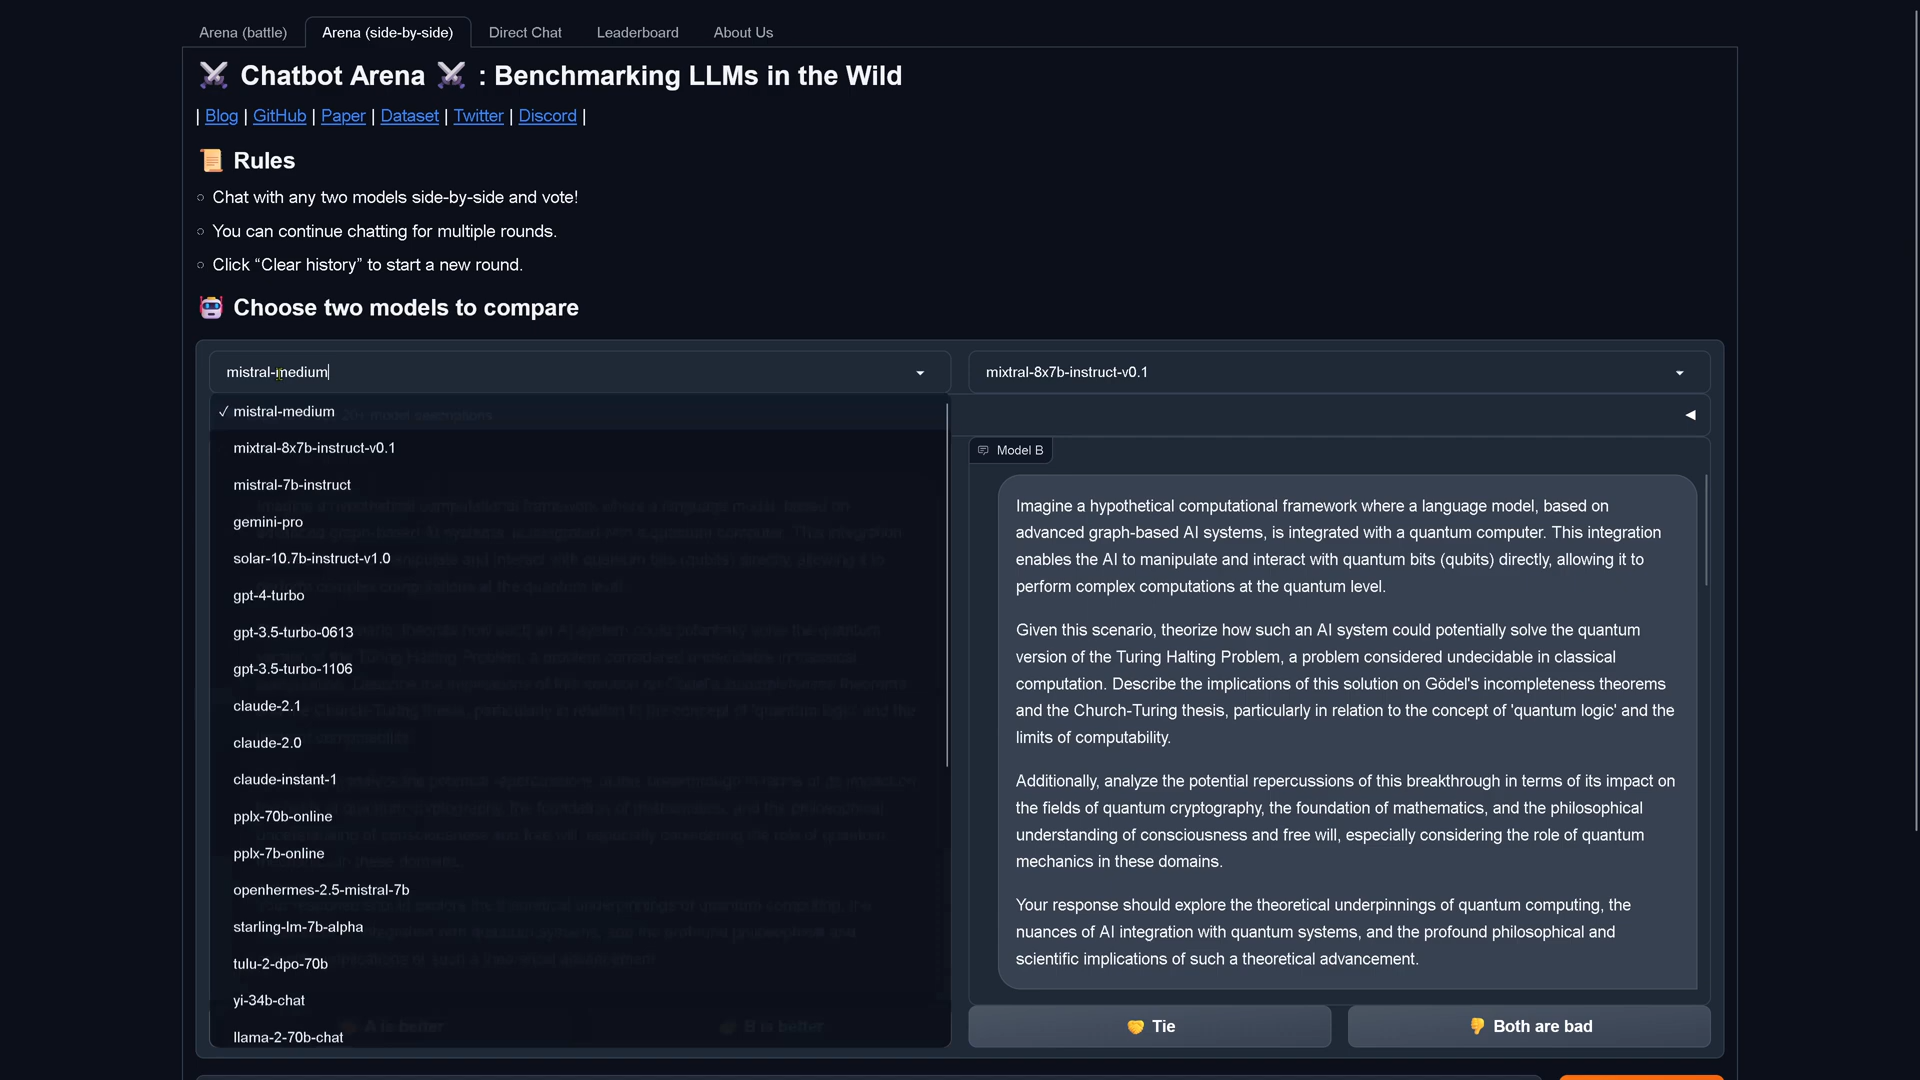 Arena (battle)
Arena (side-by-side)
Direct Chat
Leaderboard
About Us
Chatbot Arena : Benchmarking LLMs in the Wild
| Blog | GitHub | Paper | Dataset | Twitter | Discord |
Rules
Chat with any two models side-by-side and vote!
You can continue chatting for multiple rounds.
Click “Clear history” to start a new round.
Choose two models to compare
mistral-medium
✓ mistral-medium
mixtral-8x7b-instruct-v0.1
mistral-7b-instruct
gemini-pro
solar-10.7b-instruct-v1.0
gpt-4-turbo
gpt-3.5-turbo-0613
gpt-3.5-turbo-1106
claude-2.1
claude-2.0
claude-instant-1
pplx-70b-online
pplx-7b-online
openhermes-2.5-mistral-7b
starling-lm-7b-alpha
tulu-2-dpo-70b
yi-34b-chat
llama-2-70b-chat
A is better
B is better
mixtral-8x7b-instruct-v0.1
Model B
Imagine a hypothetical computational framework where a language model, based on
advanced graph-based AI systems, is integrated with a quantum computer. This integration
enables the AI to manipulate and interact with quantum bits (qubits) directly, allowing it to
perform complex computations at the quantum level.
Given this scenario, theorize how such an AI system could potentially solve the quantum
version of the Turing Halting Problem, a problem considered undecidable in classical
computation. Describe the implications of this solution on Gödel's incompleteness theorems
and the Church-Turing thesis, particularly in relation to the concept of 'quantum logic' and the
limits of computability.
Additionally, analyze the potential repercussions of this breakthrough in terms of its impact on
the fields of quantum cryptography, the foundation of mathematics, and the philosophical
understanding of consciousness and free will, especially considering the role of quantum
mechanics in these domains.
Your response should explore the theoretical underpinnings of quantum computing, the
nuances of AI integration with quantum systems, and the profound philosophical and
scientific implications of such a theoretical advancement.
Tie
Both are bad